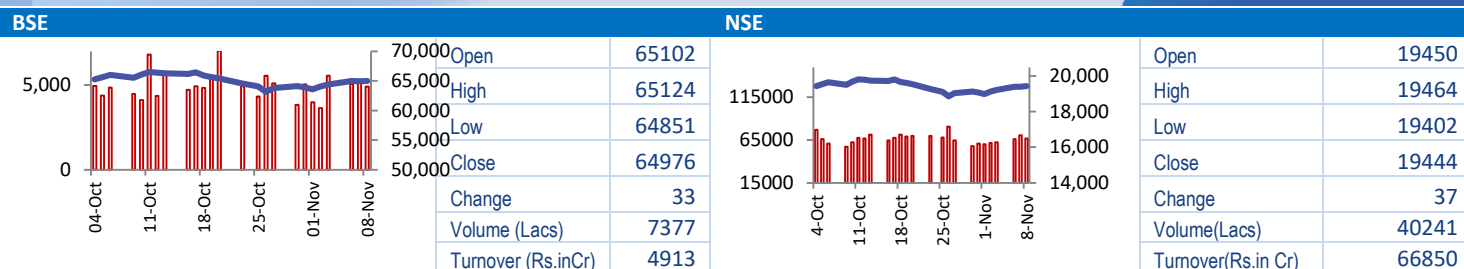 BSE
NSE
5,000
0
70,000
65,000
60,000
55,000
50,000
04-Oct
11-Oct
18-Oct
25-Oct
01-Nov
08-Nov
Open 65102
High 65124
Low 64851
Close 64976
Change 33
Volume (Lacs) 7377
Turnover (Rs.inCr) 4913
115000
65000
15000
20,000
18,000
16,000
14,000
4-Oct
11-Oct
18-Oct
25-Oct
1-Nov
8-Nov
Open 19450
High 19464
Low 19402
Close 19444
Change 37
Volume(Lacs) 40241
Turnover(Rs.in Cr) 66850